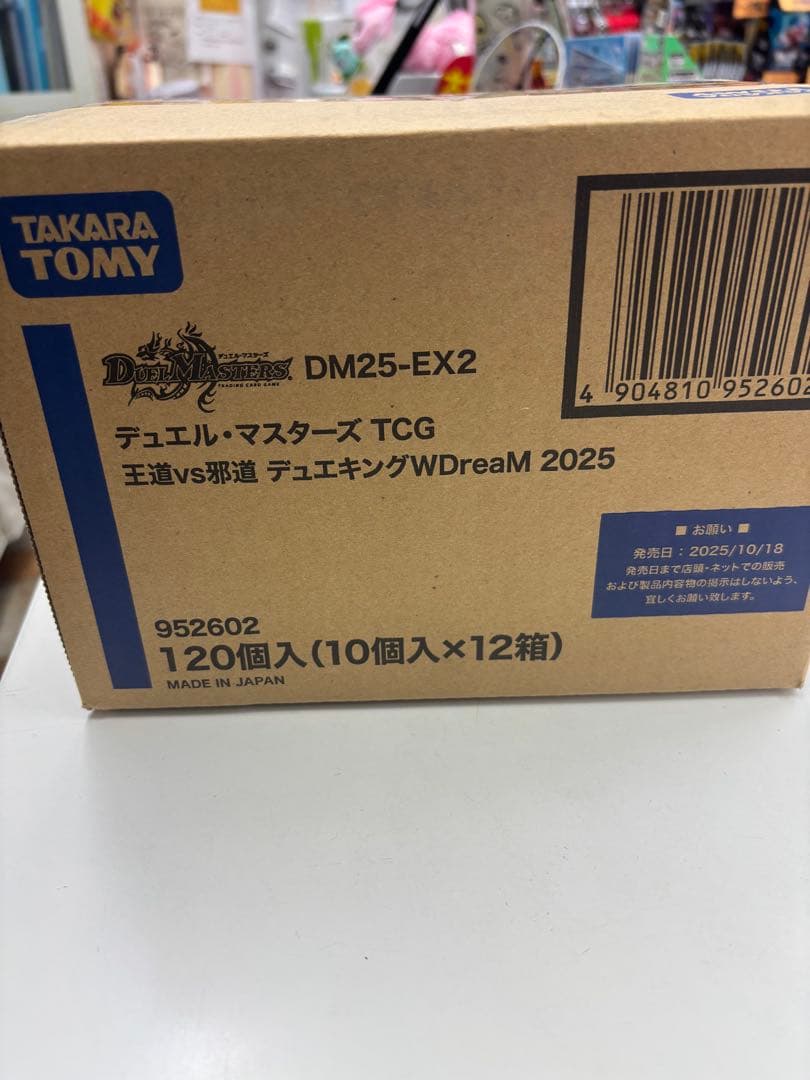 TAKARA
TOMY
デュエル・マスターズ
DUEL MASTERS
TRADING CARD GAME
DM25-EX2
デュエル・マスターズ TCG
王道vs邪道 デュエキングWDreaM 2025
4 904810 952602
■ お願い ■
発売日：2025/10/18
発売日まで店頭・ネットでの販売
および製品内容物の掲示はしないよう、
宜しくお願い致します。
952602
120個入(10個入×12箱)
MADE IN JAPAN